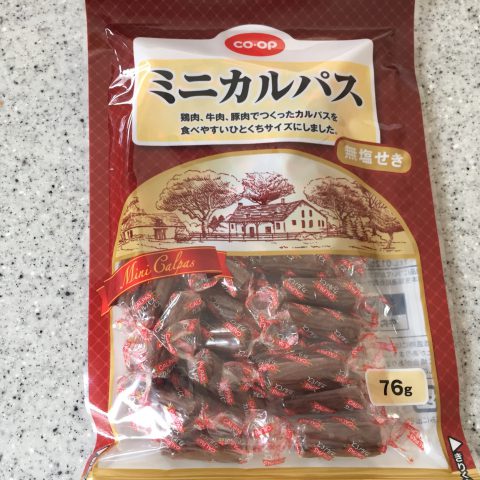 CO·OP
ミニカルパス
鶏肉、牛肉、豚肉でつくったカルパスを
食べやすいひとくちサイズにしました。
無塩せき
Mini Calpas
76g